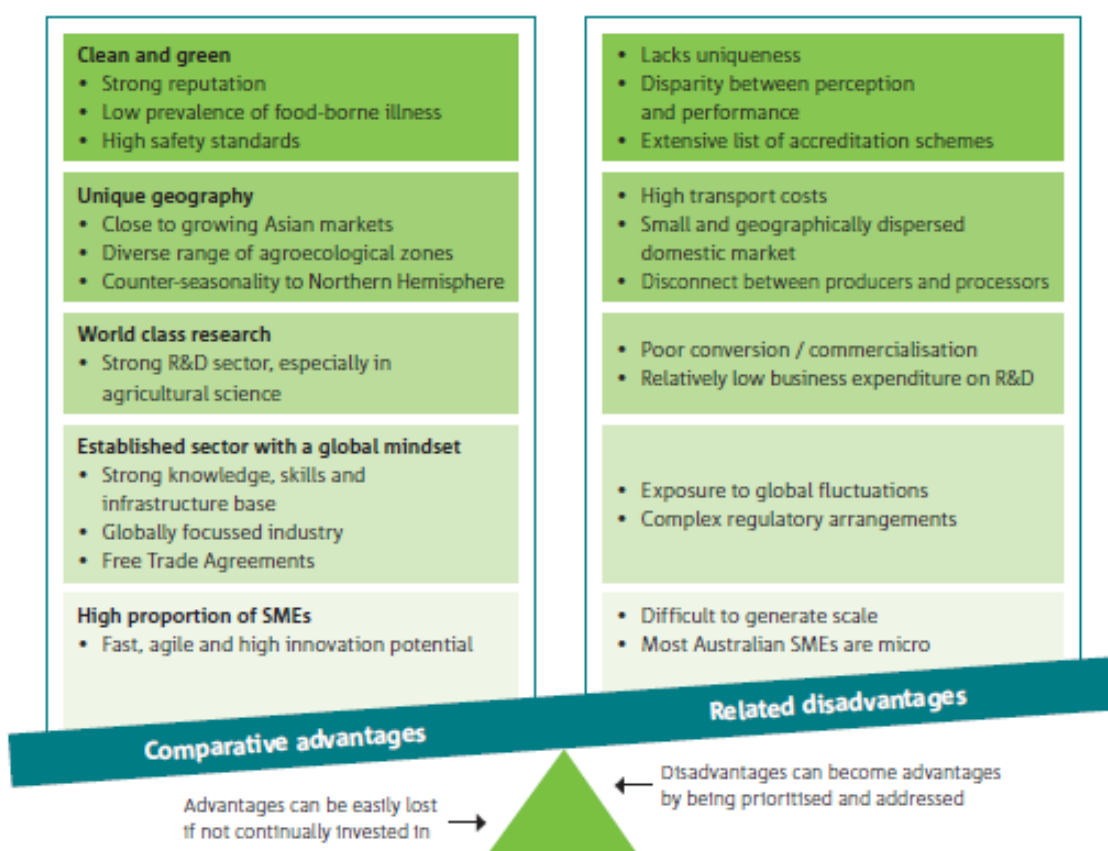 Clean and green
• Strong reputation
• Low prevalence of food-borne illness
• High safety standards
• Lacks uniqueness
• Disparity between perception
and performance
• Extensive list of accreditation schemes
Unique geography
• Close to growing Asian markets
• Diverse range of agroecological zones
• Counter-seasonality to Northern Hemisphere
• High transport costs
• Small and geographically dispersed
domestic market
• Disconnect between producers and processors
World class research
• Strong R&D sector, especially in
agricultural science
• Poor conversion / commercialisation
• Relatively low business expenditure on R&D
Established sector with a global mindset
• Strong knowledge, skills and
infrastructure base
• Globally focussed industry
• Free Trade Agreements
• Exposure to global fluctuations
• Complex regulatory arrangements
High proportion of SMEs
• Fast, agile and high innovation potential
• Difficult to generate scale
• Most Australian SMEs are micro
Comparative advantages
Related disadvantages
Advantages can be easily lost
if not continually invested in
Disadvantages can become advantages
by being prioritised and addressed